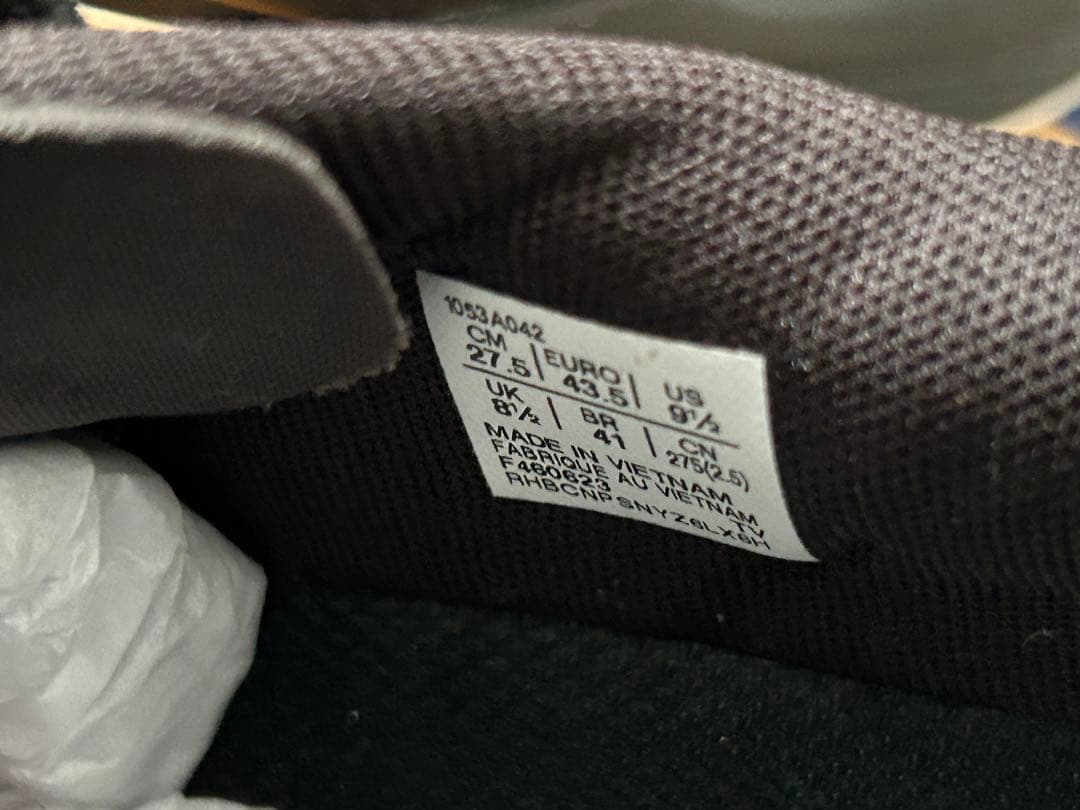 1053A042
CM | EURO | US
27.5 | 43.5 | 9½
UK | BR | CN
8½ | 41 | 275(2.5)
MADE IN VIETNAM
FABRIQUE AU VIETNAM
F460623 TV